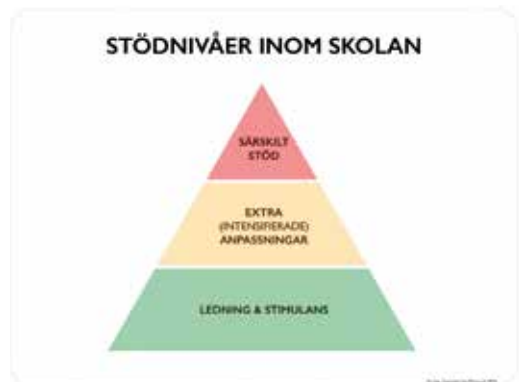 STÖDNIVÅER INOM SKOLAN
SÄRSKILT
STÖD
EXTRA
(INTENSIFIERADE)
ANPASSNINGAR
LEDNING & STIMULANS